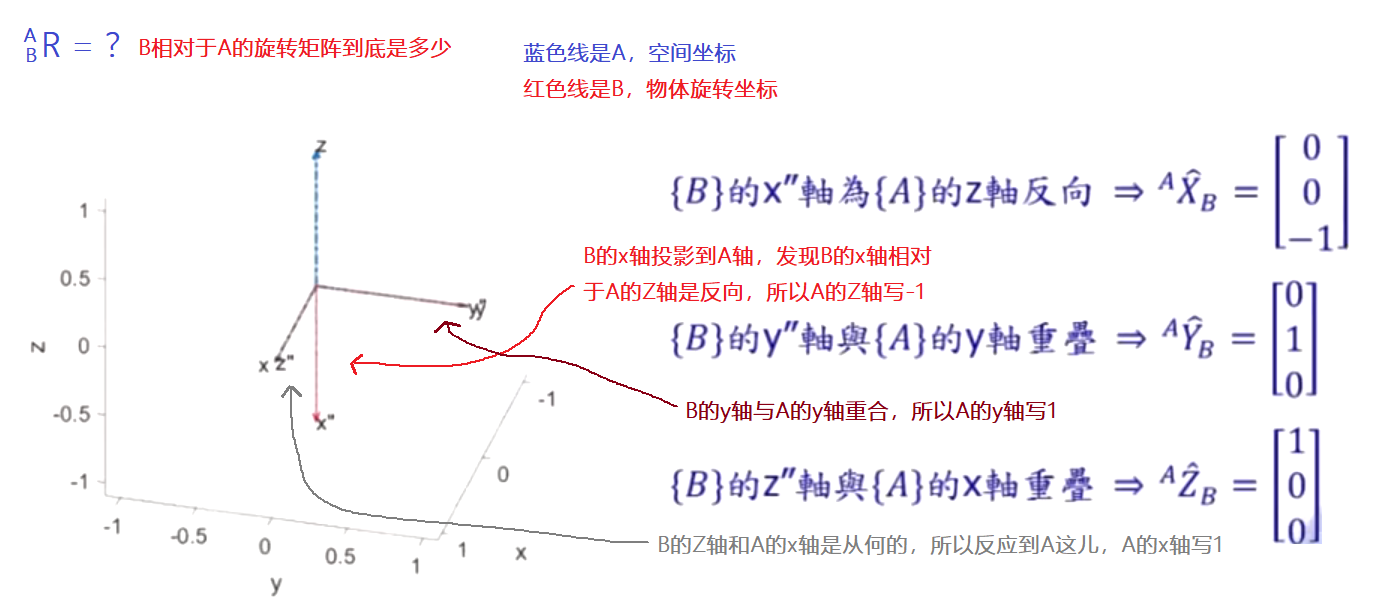 A
B R = ? B相对于A的旋转矩阵到底是多少
蓝色线是A，空间坐标
红色线是B，物体旋转坐标
z
1
0.5
0
-0.5
-1
z
y y"
x z"
x"
-1
0
1
x
-1
-0.5
0
0.5
1
y
{B}的x″軸為{A}的z軸反向 ⇒ ᴬX̂_B = [0 0 −1]
B的x轴投影到A轴，发现B的x轴相对
于A的Z轴是反向，所以A的Z轴写-1
{B}的y″軸與{A}的y軸重疊 ⇒ ᴬŶ_B = [0 1 0]
B的y轴与A的y轴重合，所以A的y轴写1
{B}的z″軸與{A}的x軸重疊 ⇒ ᴬẐ_B = [1 0 0]
B的Z轴和A的x轴是从何的，所以反应到A这儿，A的x轴写1